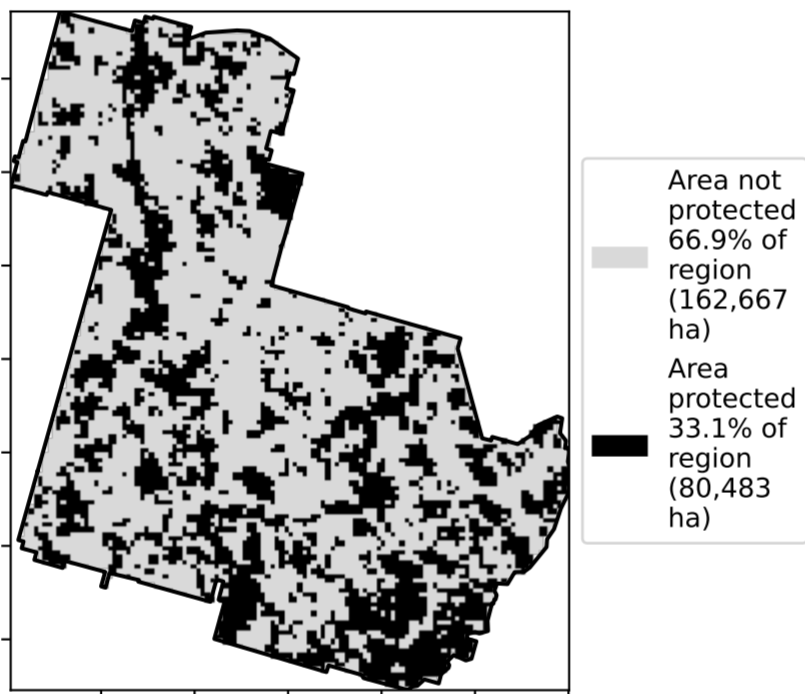 Area not
protected
66.9% of
region
(162,667
ha)
Area
protected
33.1% of
region
(80,483
ha)